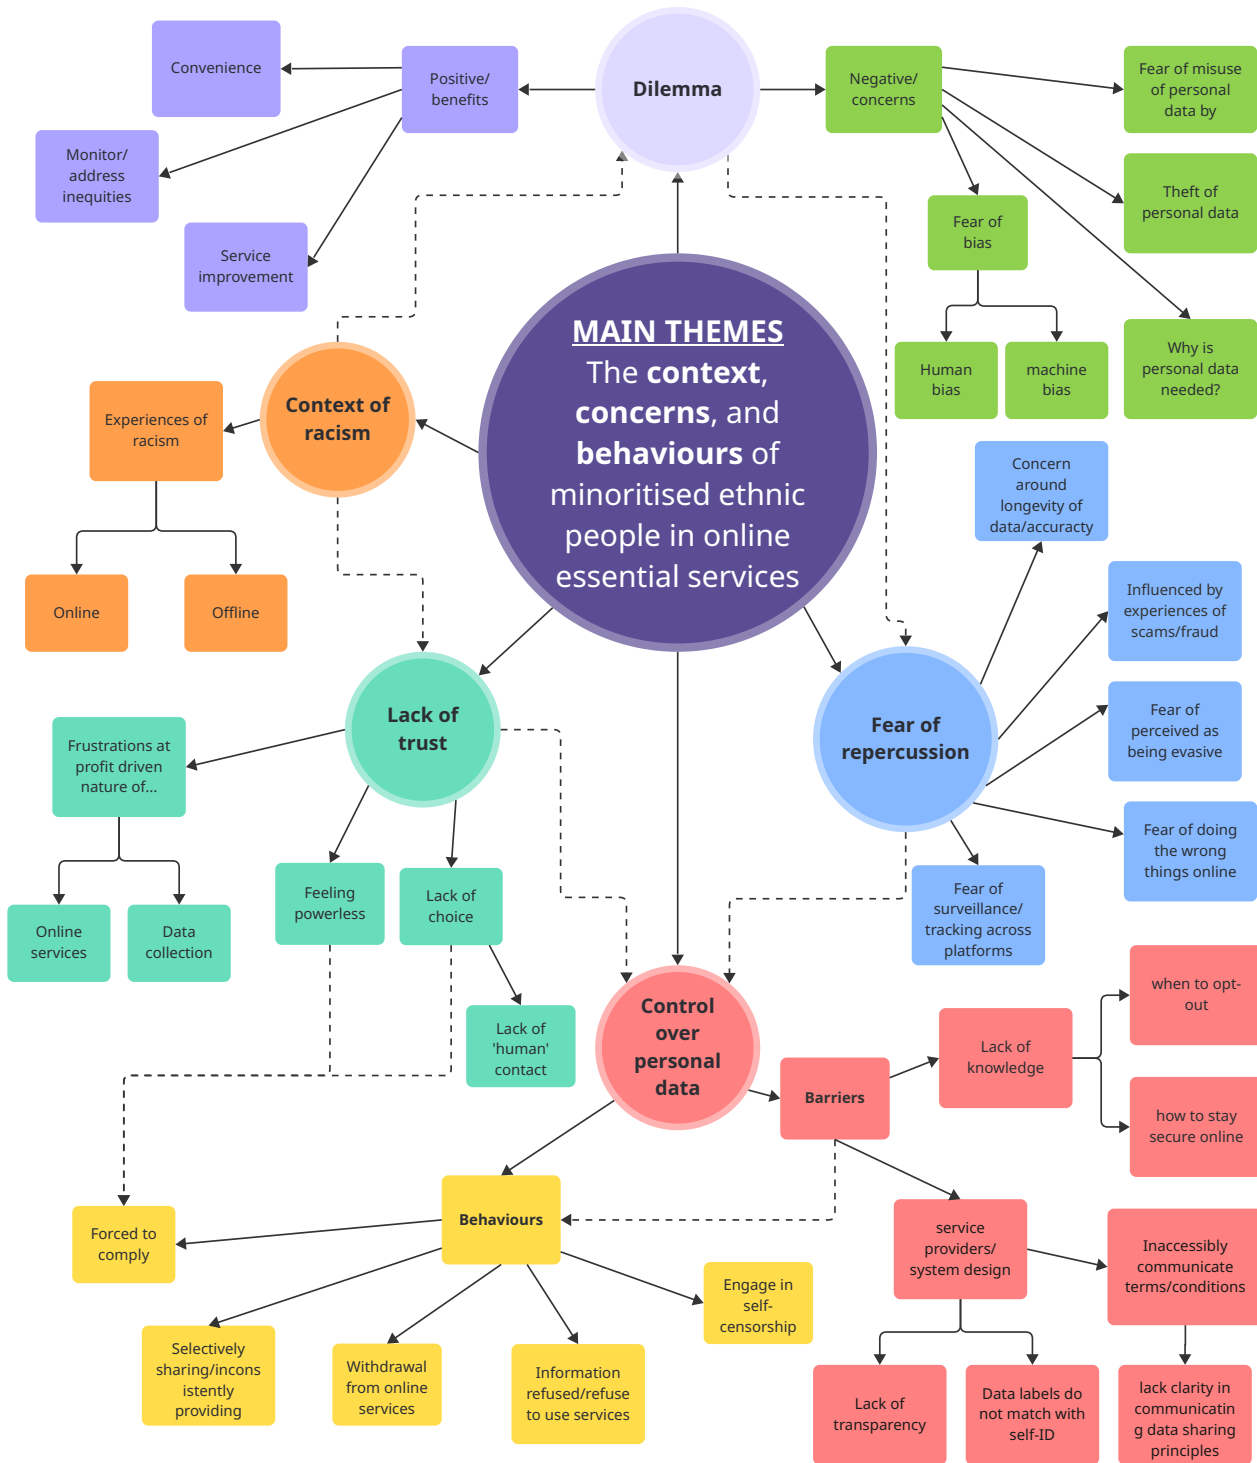 Convenience
Positive/
benefits
Dilemma
Negative/
concerns
Fear of misuse
of personal
data by
Monitor/
address
inequities
Theft of
personal data
Service
improvement
Fear of
bias
Human
bias
machine
bias
Why is
personal data
needed?
MAIN THEMES
The context,
concerns, and
behaviours of
minoritised ethnic
people in online
essential services
Context of
racism
Experiences of
racism
Online
Offline
Concern
around
longevity of
data/accuracty
Influenced by
experiences of
scams/fraud
Fear of
perceived as
being evasive
Fear of doing
the wrong
things online
Fear of
surveillance/
tracking across
platforms
Fear of
repercussion
Lack of
trust
Frustrations at
profit driven
nature of...
Online
services
Data
collection
Feeling
powerless
Lack of
choice
Lack of
'human'
contact
Control
over
personal
data
Barriers
Lack of
knowledge
when to opt-
out
how to stay
secure online
service
providers/
system design
Inaccessibly
communicate
terms/conditions
Lack of
transparency
Data labels do
not match with
self-ID
lack clarity in
communicatin
g data sharing
principles
Behaviours
Forced to
comply
Selectively
sharing/incons
istently
providing
Withdrawal
from online
services
Information
refused/refuse
to use services
Engage in
self-
censorship